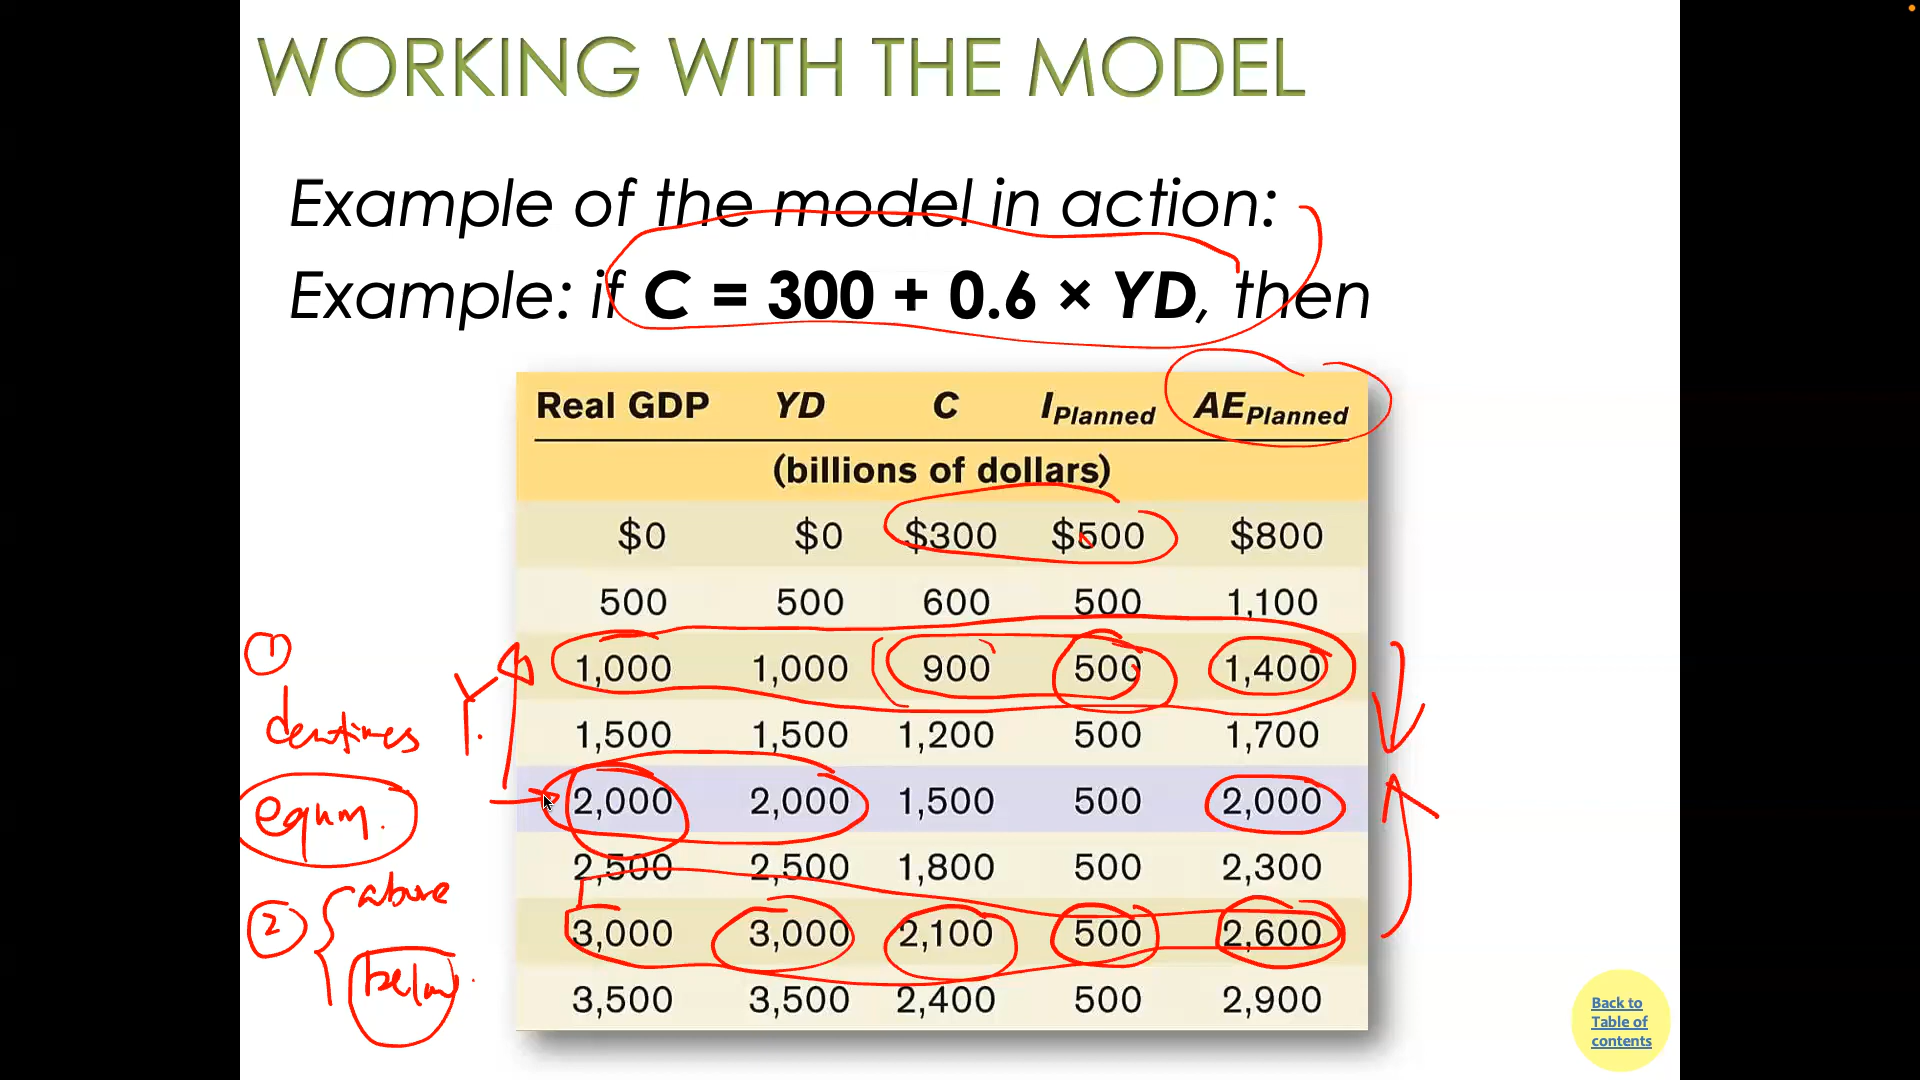 WORKING WITH THE MODEL
Example of the model in action:
Example: if C = 300 + 0.6 × YD, then
Real GDP YD C IPlanned AEPlanned
(billions of dollars)
$0 $0 $300 $500 $800
500 500 600 500 1,100
1,000 1,000 900 500 1,400
1,500 1,500 1,200 500 1,700
2,000 2,000 1,500 500 2,000
2,500 2,500 1,800 500 2,300
3,000 3,000 2,100 500 2,600
3,500 3,500 2,400 500 2,900
1
Y
eqnm.
2 above
below
Back to
Table of
contents